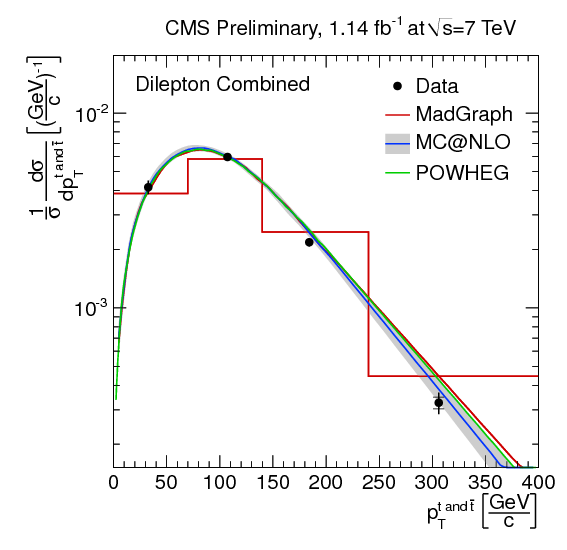 CMS Preliminary, 1.14 fb⁻¹ at √s=7 TeV
Dilepton Combined
Data
MadGraph
MC@NLO
POWHEG
1/σ dσ/dp_T^{t and t̄} [(GeV/c)⁻¹]
10⁻²
10⁻³
0 50 100 150 200 250 300 350 400
p_T^{t and t̄} [GeV/c]